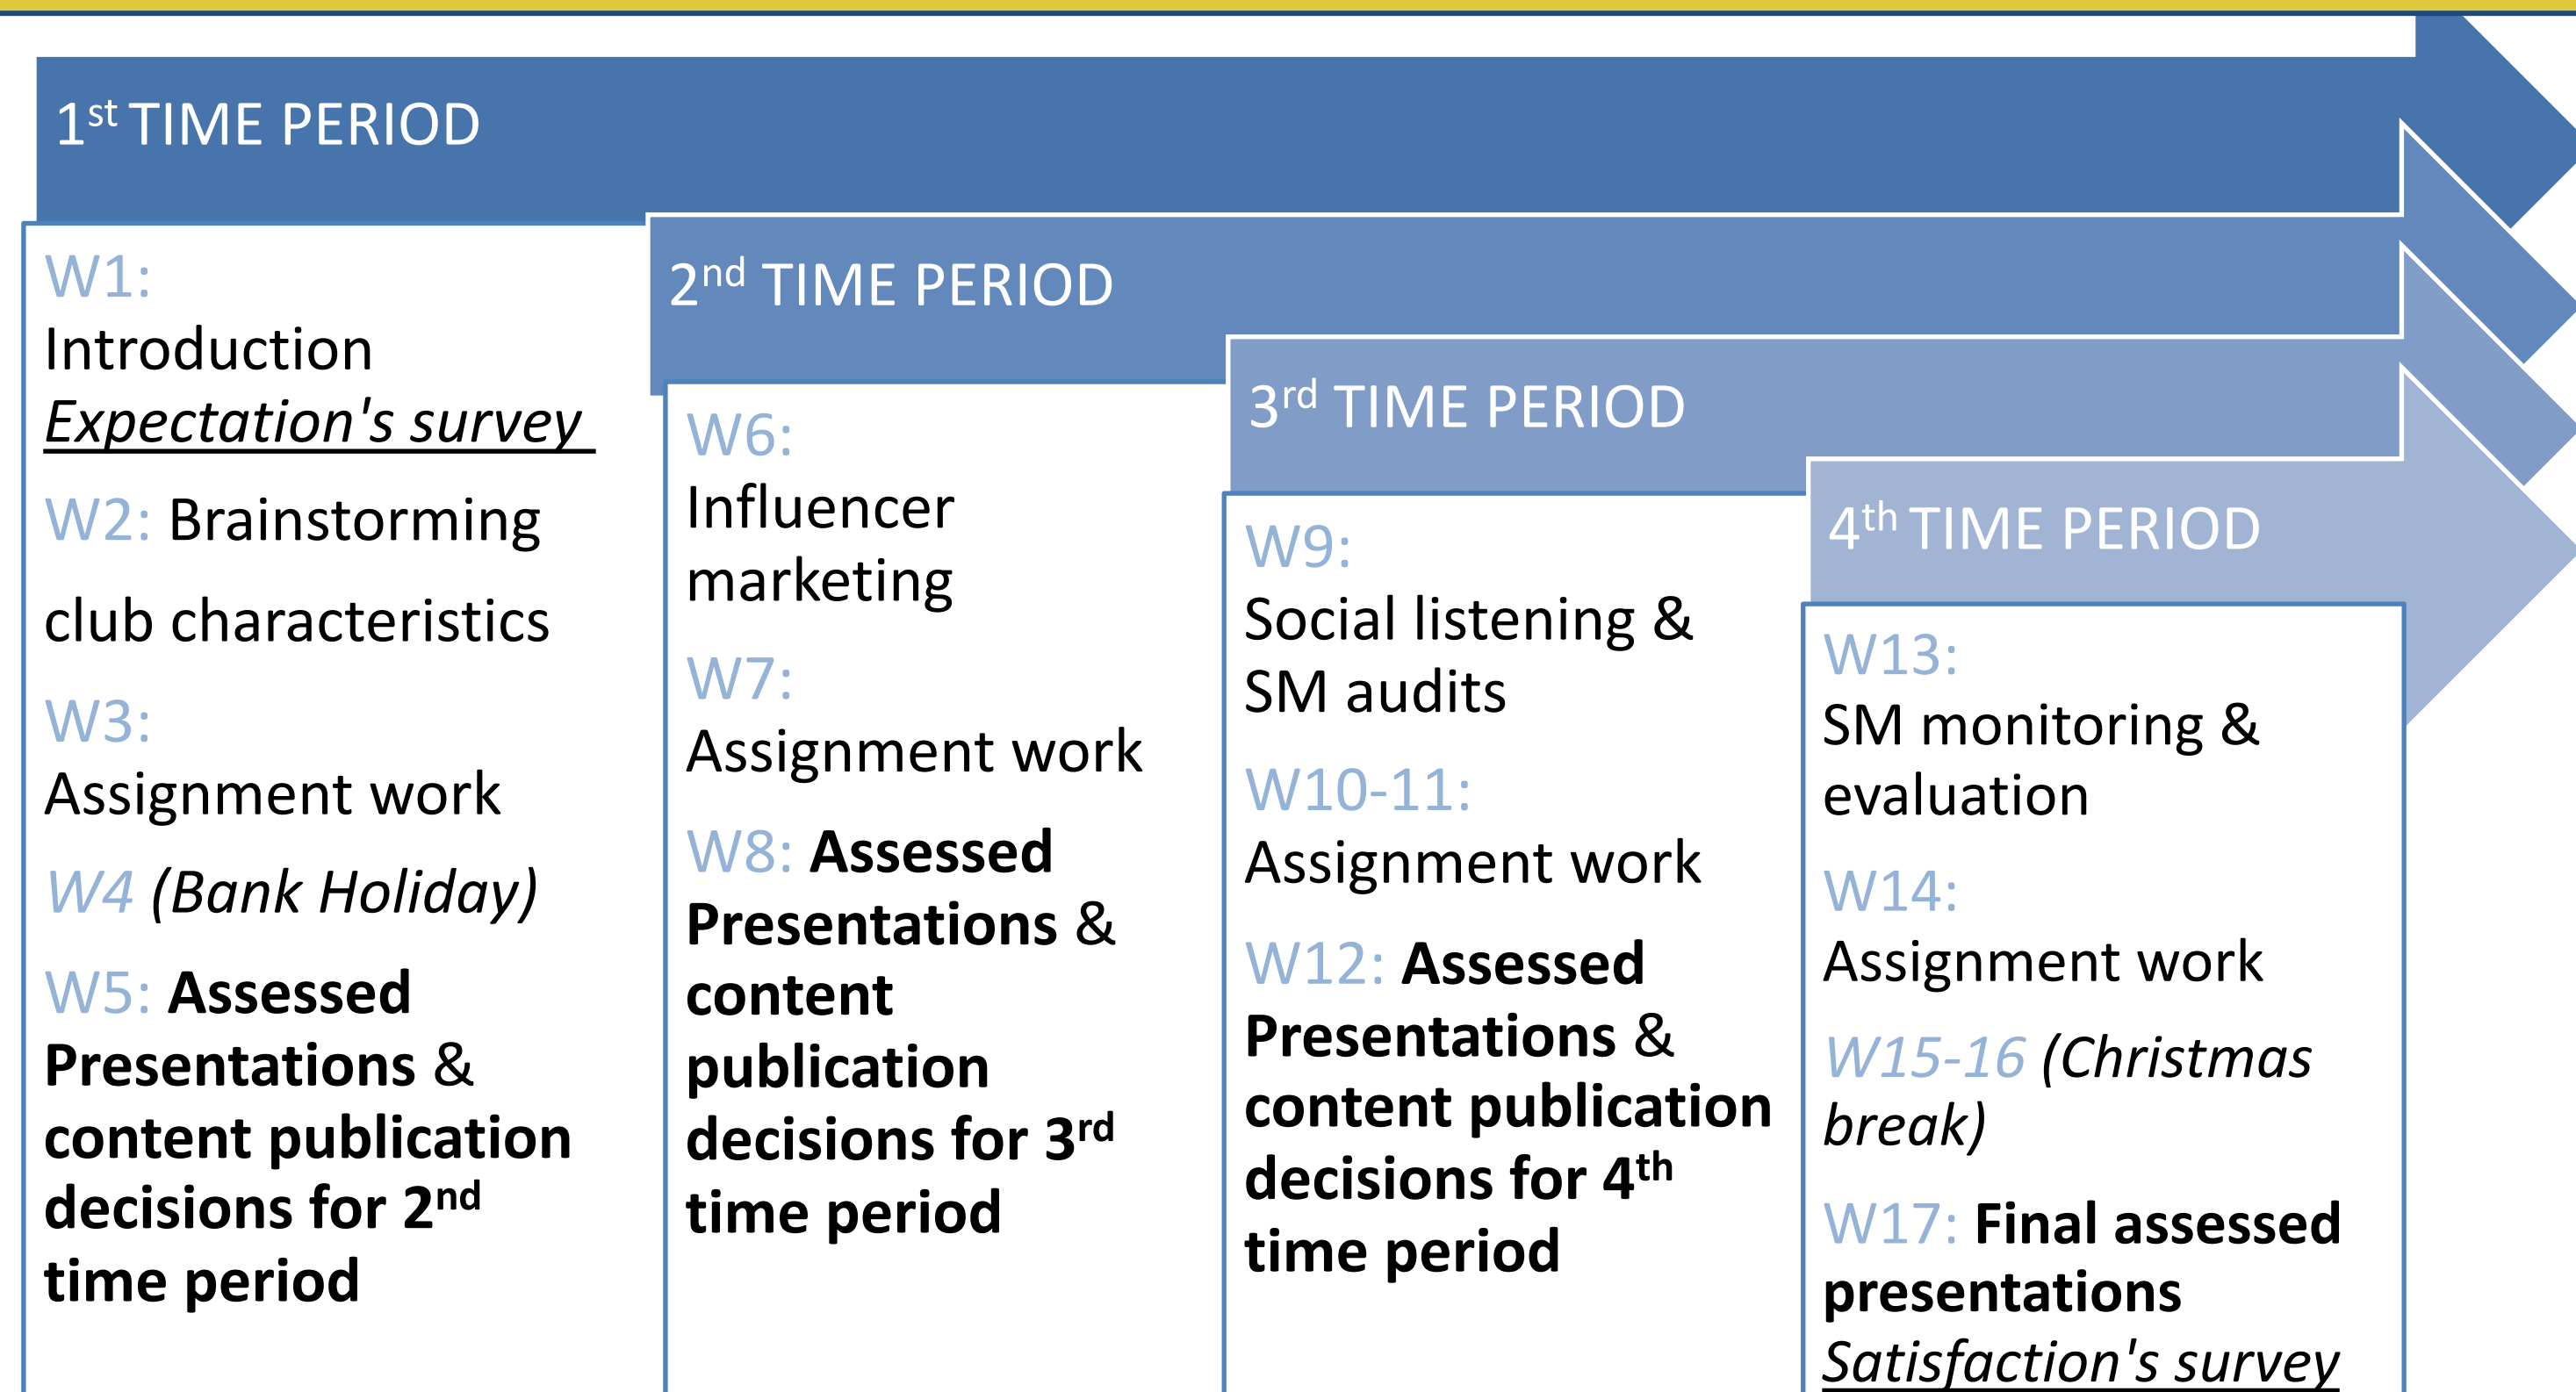 1st TIME PERIOD
W1:
Introduction
Expectation's survey
W2: Brainstorming
club characteristics
W3:
Assignment work
W4 (Bank Holiday)
W5: Assessed
Presentations &
content publication
decisions for 2nd
time period
2nd TIME PERIOD
W6:
Influencer
marketing
W7:
Assignment work
W8: Assessed
Presentations &
content
publication
decisions for 3rd
time period
3rd TIME PERIOD
W9:
Social listening &
SM audits
W10-11:
Assignment work
W12: Assessed
Presentations &
content publication
decisions for 4th
time period
4th TIME PERIOD
W13:
SM monitoring &
evaluation
W14:
Assignment work
W15-16 (Christmas
break)
W17: Final assessed
presentations
Satisfaction's survey